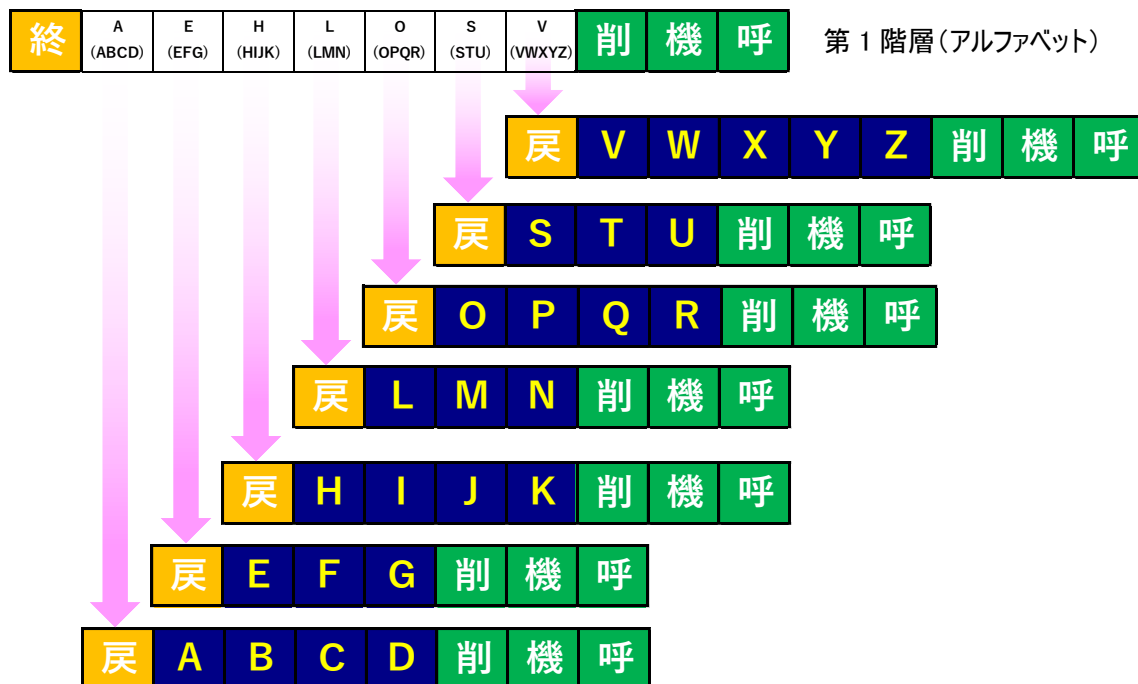 終 A E H L O S V 削 機 呼 第 1 階層(アルファベット)
(ABCD) (EFG) (HIJK) (LMN) (OPQR) (STU) (VWXYZ)
戻 V W X Y Z 削 機 呼
戻 S T U 削 機 呼
戻 O P Q R 削 機 呼
戻 L M N 削 機 呼
戻 H I J K 削 機 呼
戻 E F G 削 機 呼
戻 A B C D 削 機 呼